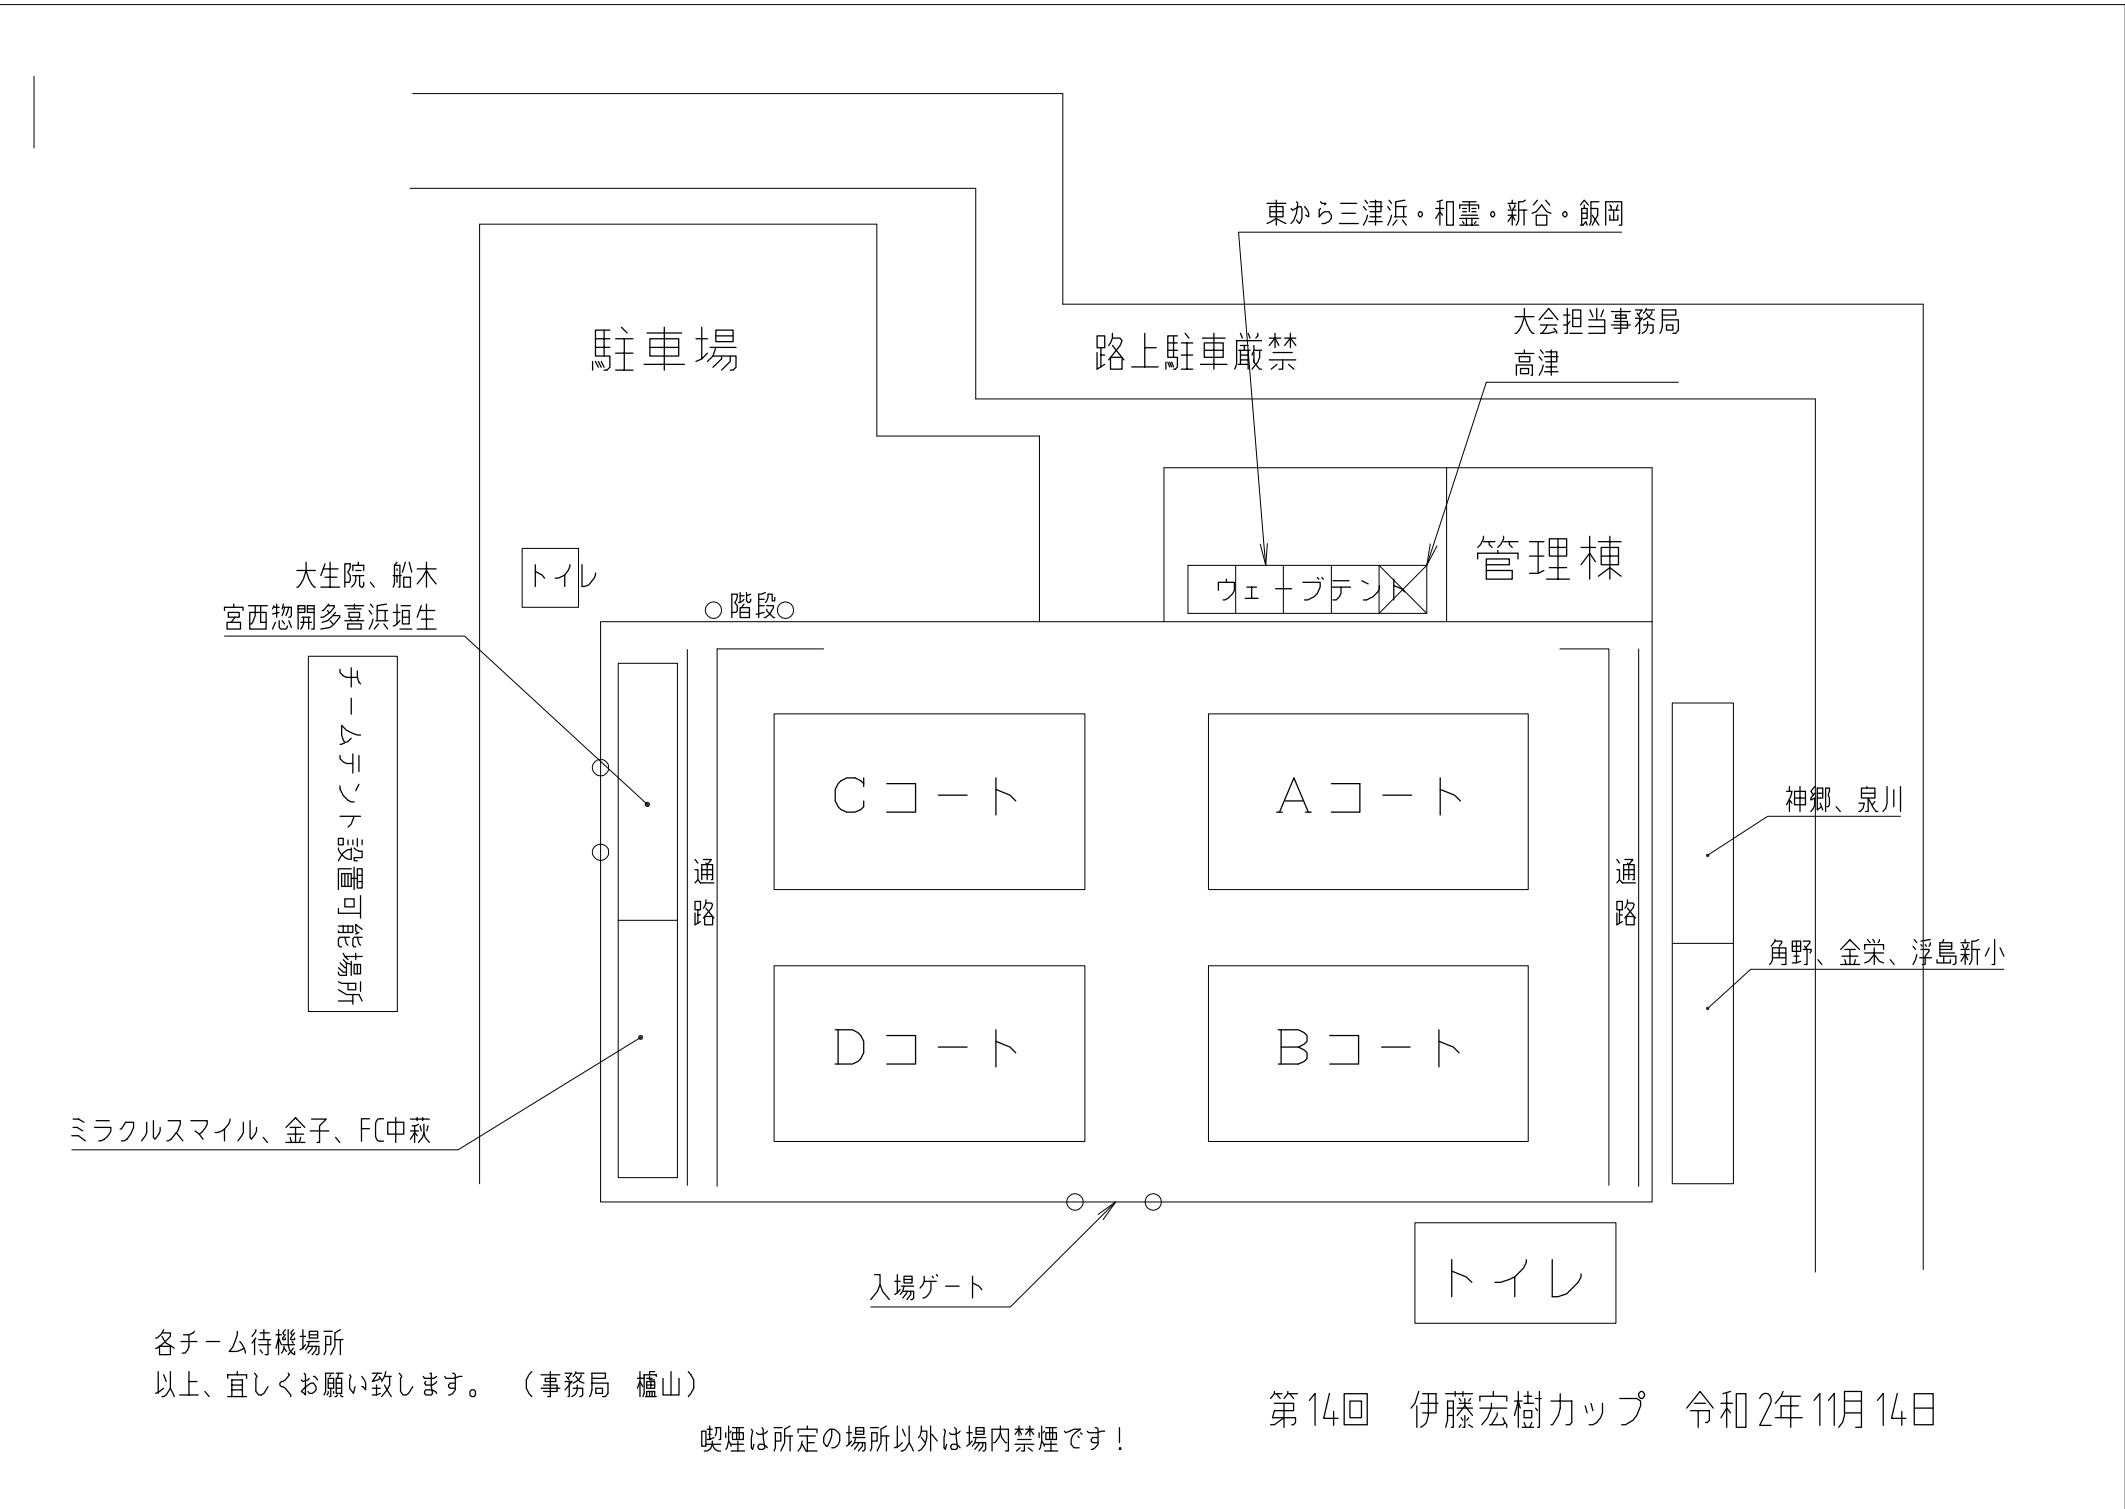 東から三津浜・和霊・新谷・飯岡
大会担当事務局
高津
駐車場
路上駐車厳禁
管理棟
トイレ
ウェーブテント
大生院、船木
宮西惣開多喜浜垣生
階段
チームテント設置可能場所
Cコート
Aコート
神郷、泉川
通路
通路
角野、金栄、浮島新小
Dコート
Bコート
ミラクルスマイル、金子、FC中萩
入場ゲート
トイレ
各チーム待機場所
以上、宜しくお願い致します。　（事務局　櫨山）
第14回　伊藤宏樹カップ　令和2年11月14日
喫煙は所定の場所以外は場内禁煙です！